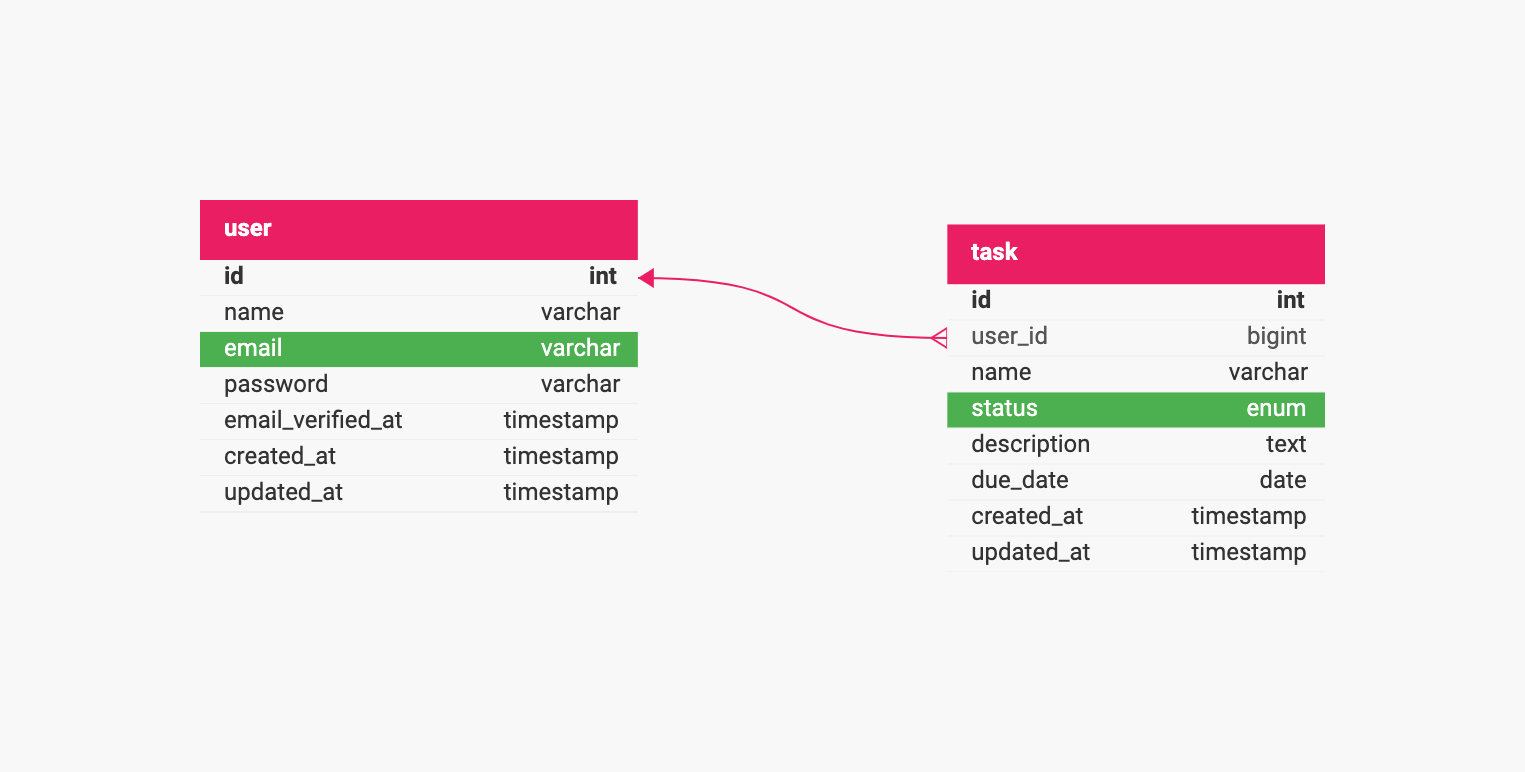 user
id int
name varchar
email varchar
password varchar
email_verified_at timestamp
created_at timestamp
updated_at timestamp
task
id int
user_id bigint
name varchar
status enum
description text
due_date date
created_at timestamp
updated_at timestamp